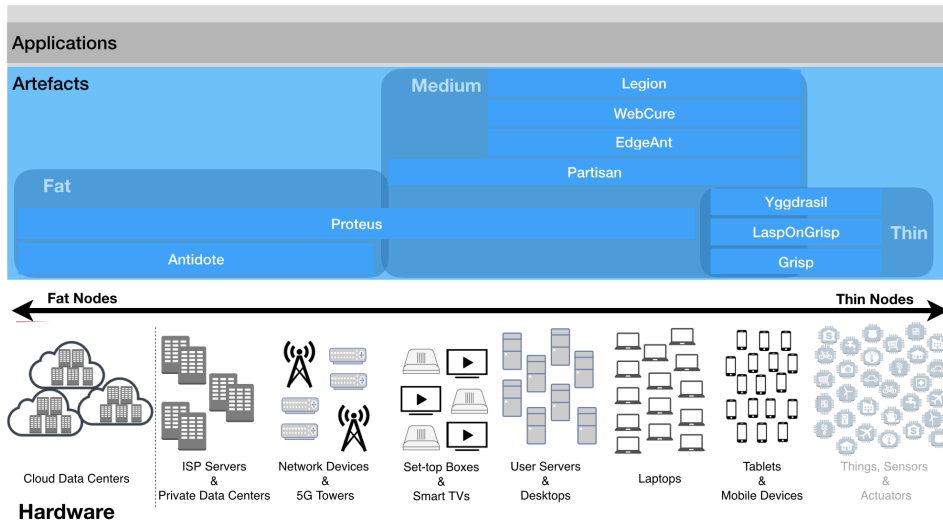 Applications
Artefacts
Medium
Legion
WebCure
EdgeAnt
Partisan
Fat
Yggdrasil
Proteus
LaspOnGrisp
Thin
Antidote
Grisp
Fat Nodes
Thin Nodes
Cloud Data Centers
ISP Servers
&
Private Data Centers
Network Devices
&
5G Towers
Set-top Boxes
&
Smart TVs
User Servers
&
Desktops
Laptops
Tablets
&
Mobile Devices
Things, Sensors
&
Actuators
Hardware